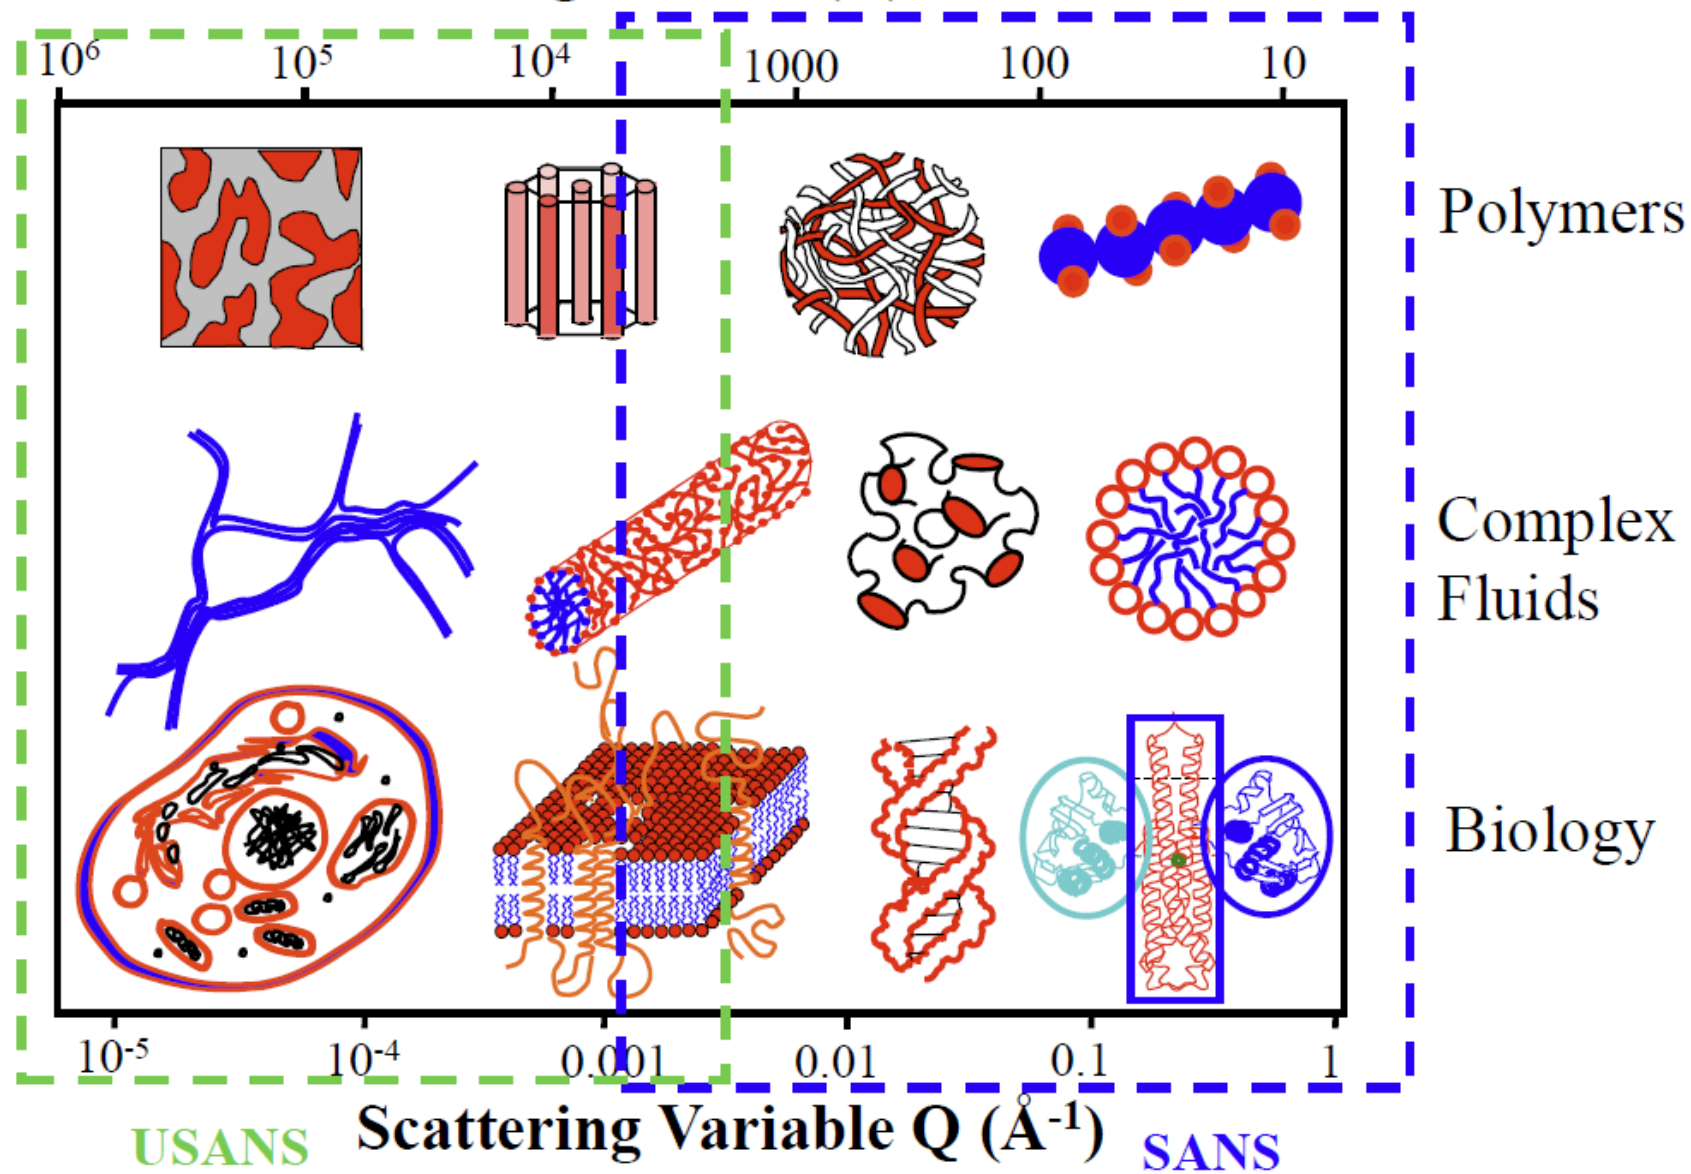 10⁶ 10⁵ 10⁴ 1000 100 10
Polymers
Complex
Fluids
Biology
10⁻⁵ 10⁻⁴ 0.001 0.01 0.1 1
Scattering Variable Q (Å⁻¹)
USANS SANS